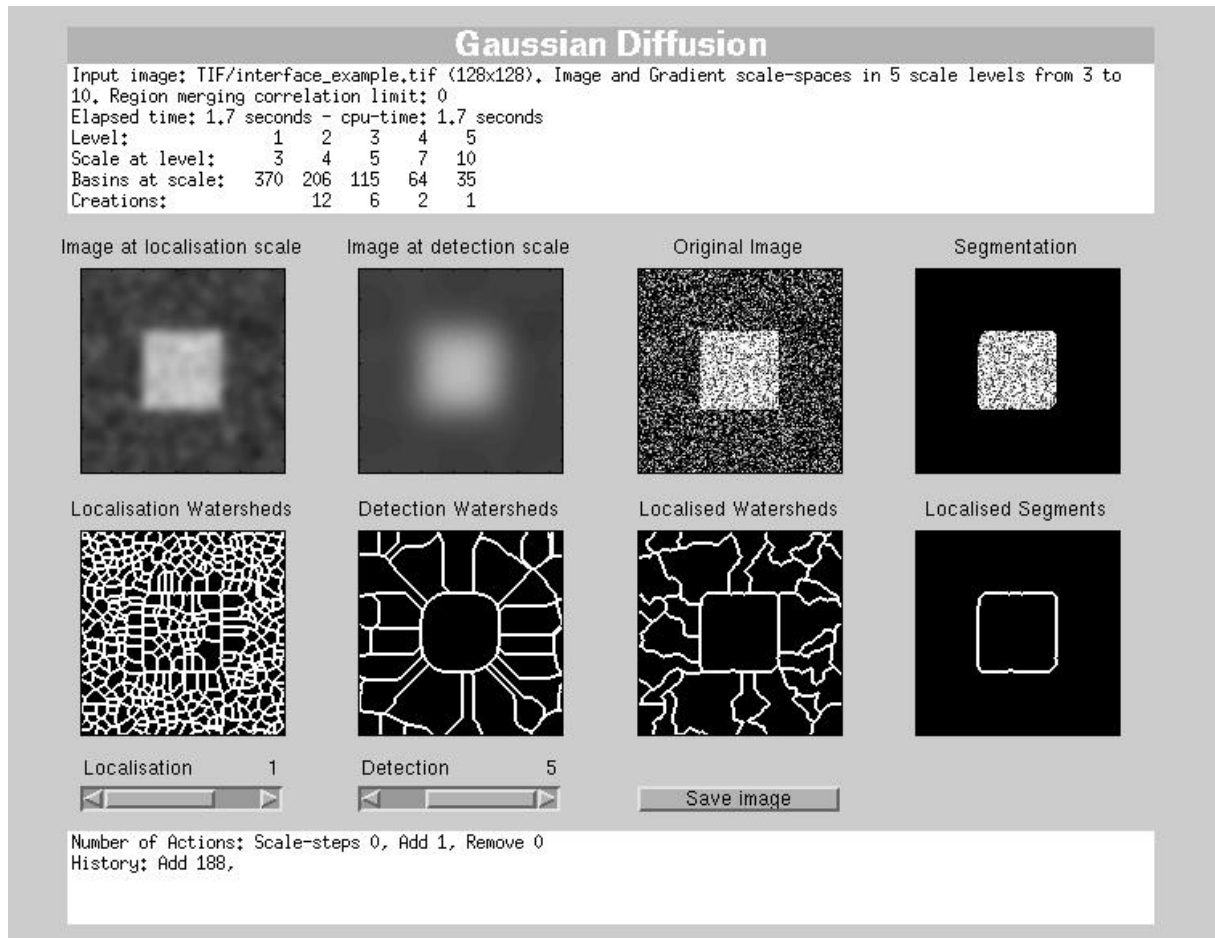 Gaussian Diffusion
Input image: TIF/interface_example.tif (128x128). Image and Gradient scale-spaces in 5 scale levels from 3 to
10. Region merging correlation limit: 0
Elapsed time: 1.7 seconds - cpu-time: 1.7 seconds
Level: 1 2 3 4 5
Scale at level: 3 4 5 7 10
Basins at scale: 370 206 115 64 35
Creations: 12 6 2 1
Image at localisation scale Image at detection scale Original Image Segmentation
Localisation Watersheds Detection Watersheds Localised Watersheds Localised Segments
Localisation 1 Detection 5
Save image
Number of Actions: Scale-steps 0, Add 1, Remove 0
History: Add 188,